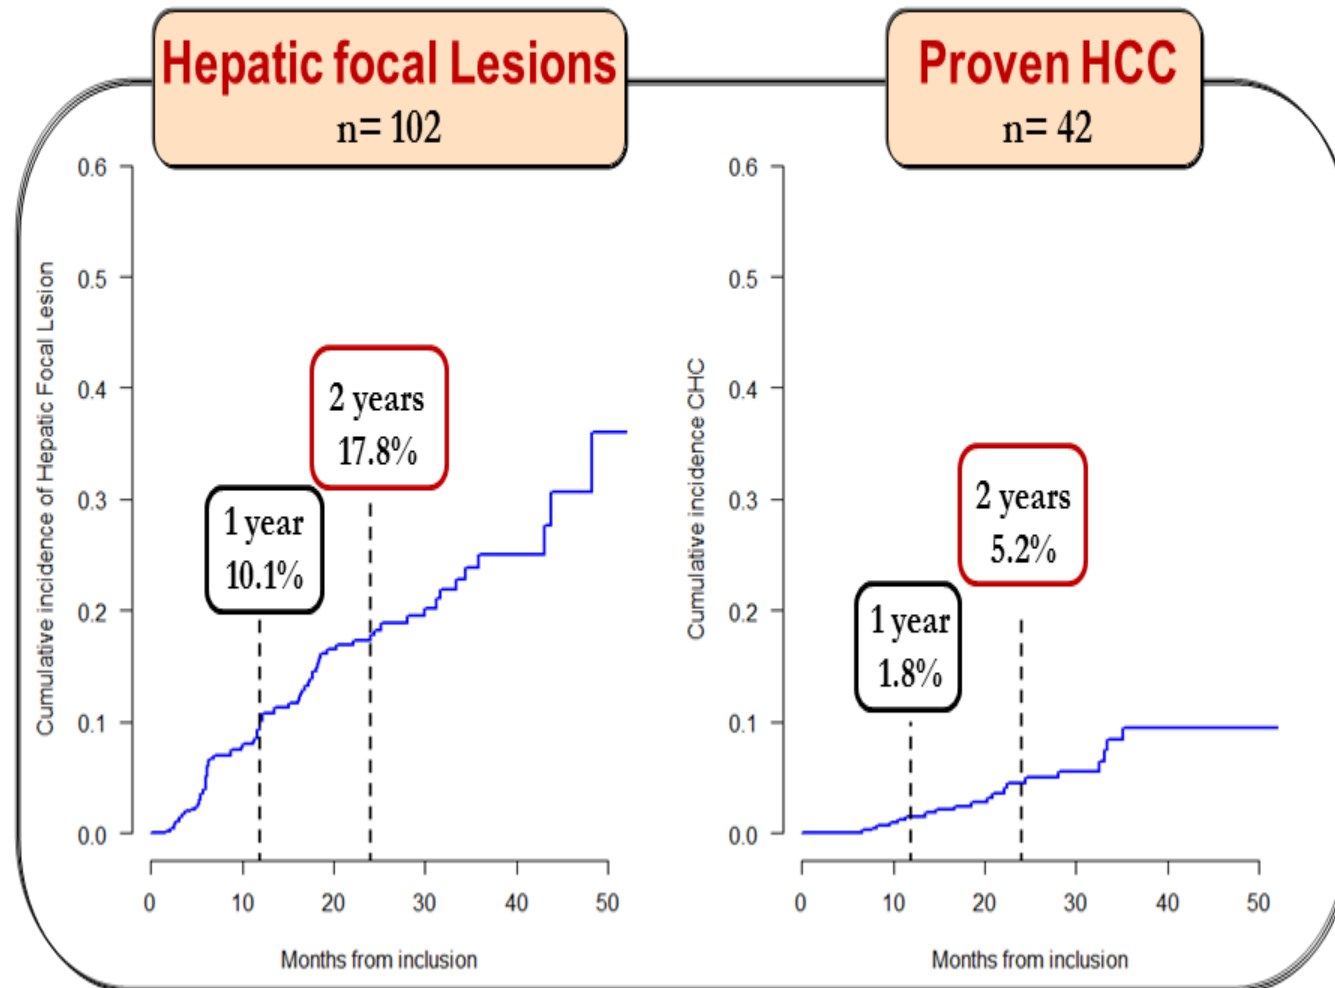 Hepatic focal Lesions
n= 102
Proven HCC
n= 42
Cumulative incidence of Hepatic Focal Lesion
0.6
0.5
0.4
0.3
0.2
0.1
0.0
1 year
10.1%
2 years
17.8%
0 10 20 30 40 50
Months from inclusion
Cumulative incidence CHC
0.6
0.5
0.4
0.3
0.2
0.1
0.0
1 year
1.8%
2 years
5.2%
0 10 20 30 40 50
Months from inclusion